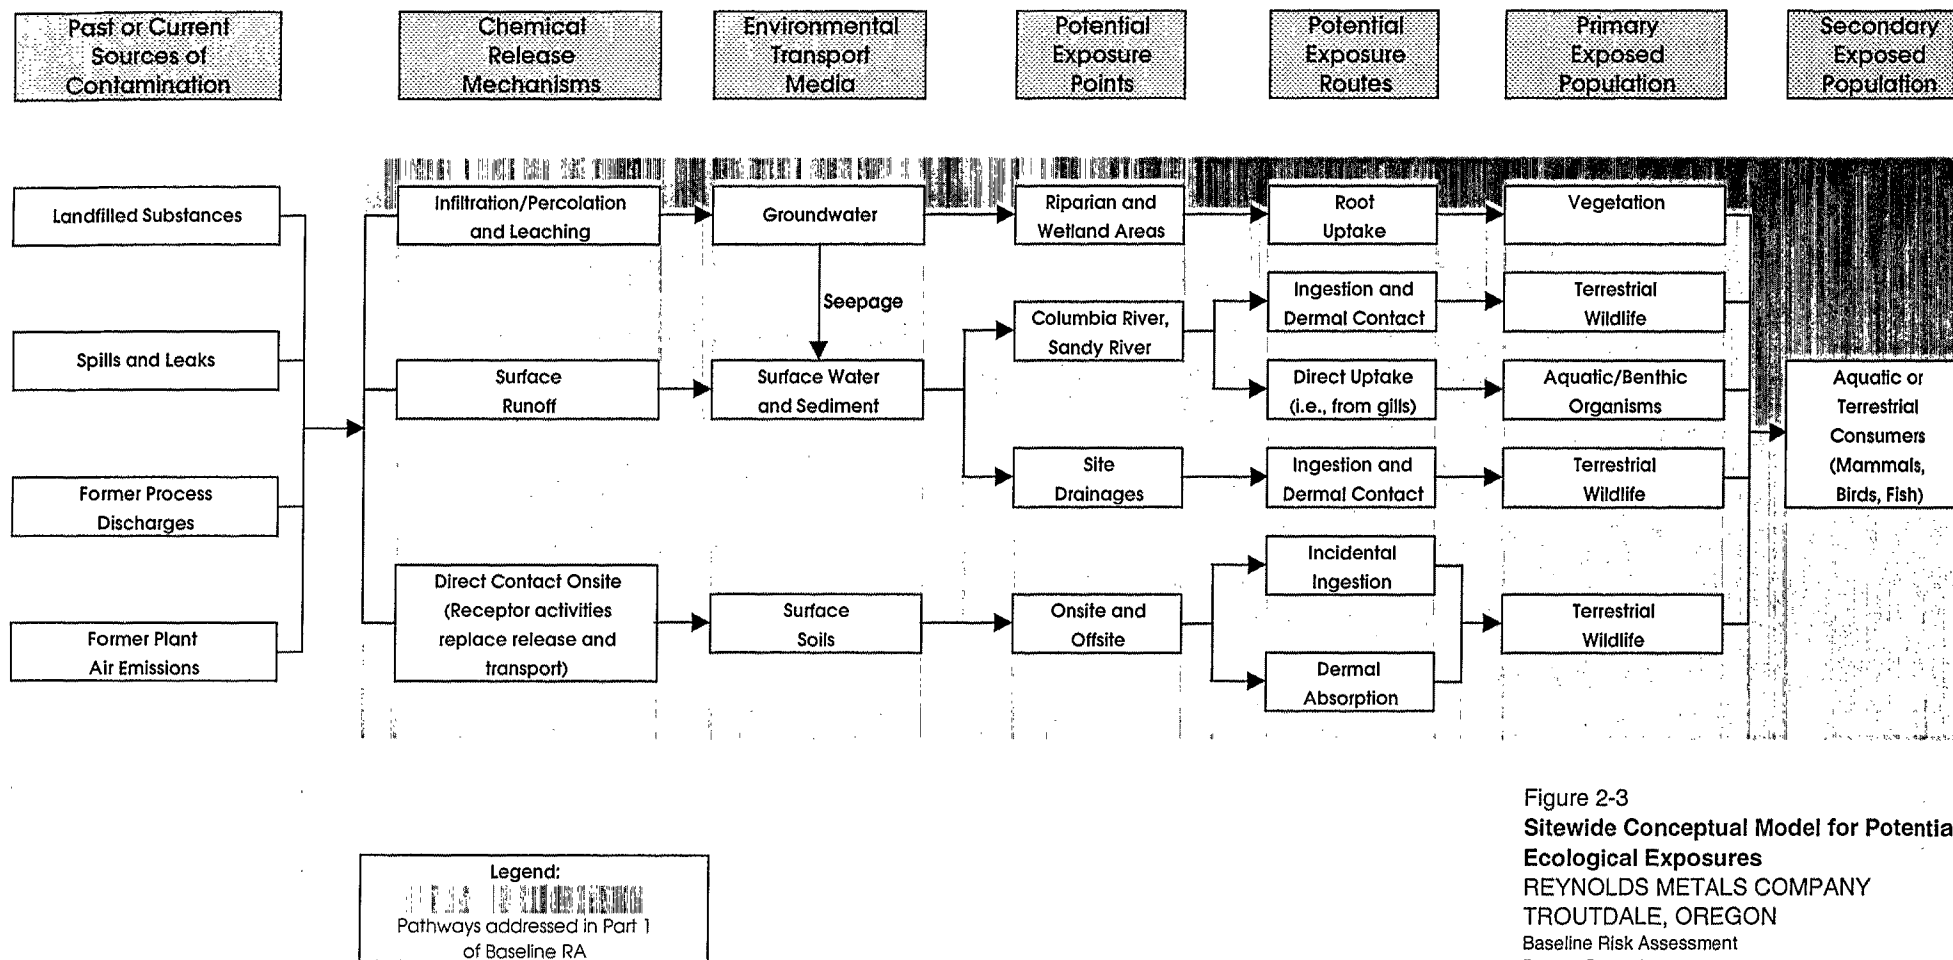 Past or Current
Sources of
Contamination
Chemical
Release
Mechanisms
Environmental
Transport
Media
Potential
Exposure
Points
Potential
Exposure
Routes
Primary
Exposed
Population
Secondary
Exposed
Population
Landfilled Substances
Spills and Leaks
Former Process
Discharges
Former Plant
Air Emissions
Infiltration/Percolation
and Leaching
Surface
Runoff
Direct Contact Onsite
(Receptor activities
replace release and
transport)
Groundwater
Seepage
Surface Water
and Sediment
Surface
Soils
Riparian and
Wetland Areas
Columbia River,
Sandy River
Site
Drainages
Onsite and
Offsite
Root
Uptake
Ingestion and
Dermal Contact
Direct Uptake
(i.e., from gills)
Ingestion and
Dermal Contact
Incidental
Ingestion
Dermal
Absorption
Vegetation
Terrestrial
Wildlife
Aquatic/Benthic
Organisms
Terrestrial
Wildlife
Terrestrial
Wildlife
Aquatic or
Terrestrial
Consumers
(Mammals,
Birds, Fish)
Legend:
Pathways addressed in Part 1
of Baseline RA
Figure 2-3
Sitewide Conceptual Model for Potentia
Ecological Exposures
REYNOLDS METALS COMPANY
TROUTDALE, OREGON
Baseline Risk Assessment